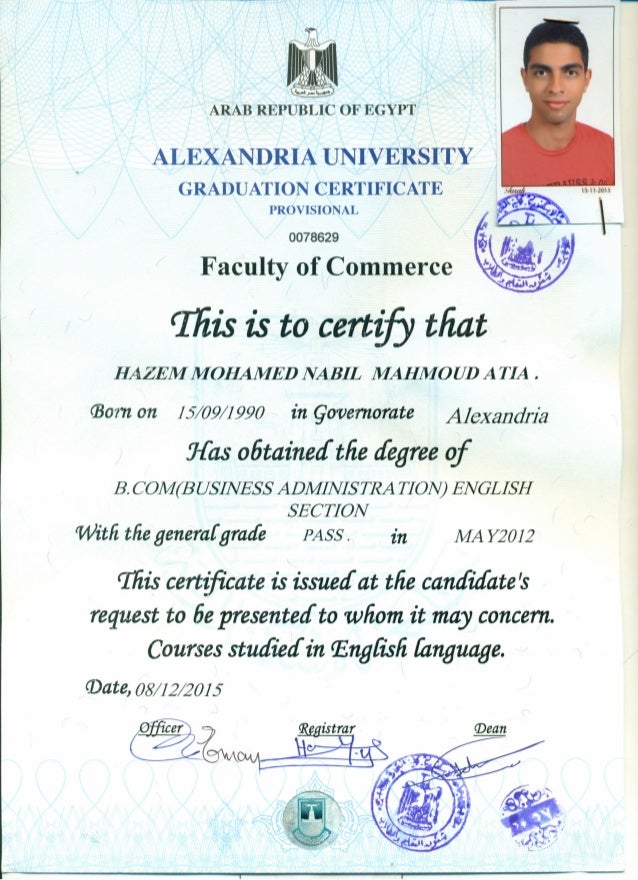 ARAB REPUBLIC OF EGYPT
ALEXANDRIA UNIVERSITY
GRADUATION CERTIFICATE
PROVISIONAL
0078629
Faculty of Commerce
This is to certify that
HAZEM MOHAMED NABIL MAHMOUD ATIA .
Born on 15/09/1990 in Governorate Alexandria
Has obtained the degree of
B.COM(BUSINESS ADMINISTRATION) ENGLISH
SECTION
With the general grade PASS . in MAY2012
This certificate is issued at the candidate's
request to be presented to whom it may concern.
Courses studied in English language.
Date, 08/12/2015
Officer Registrar Dean
15-11-2013